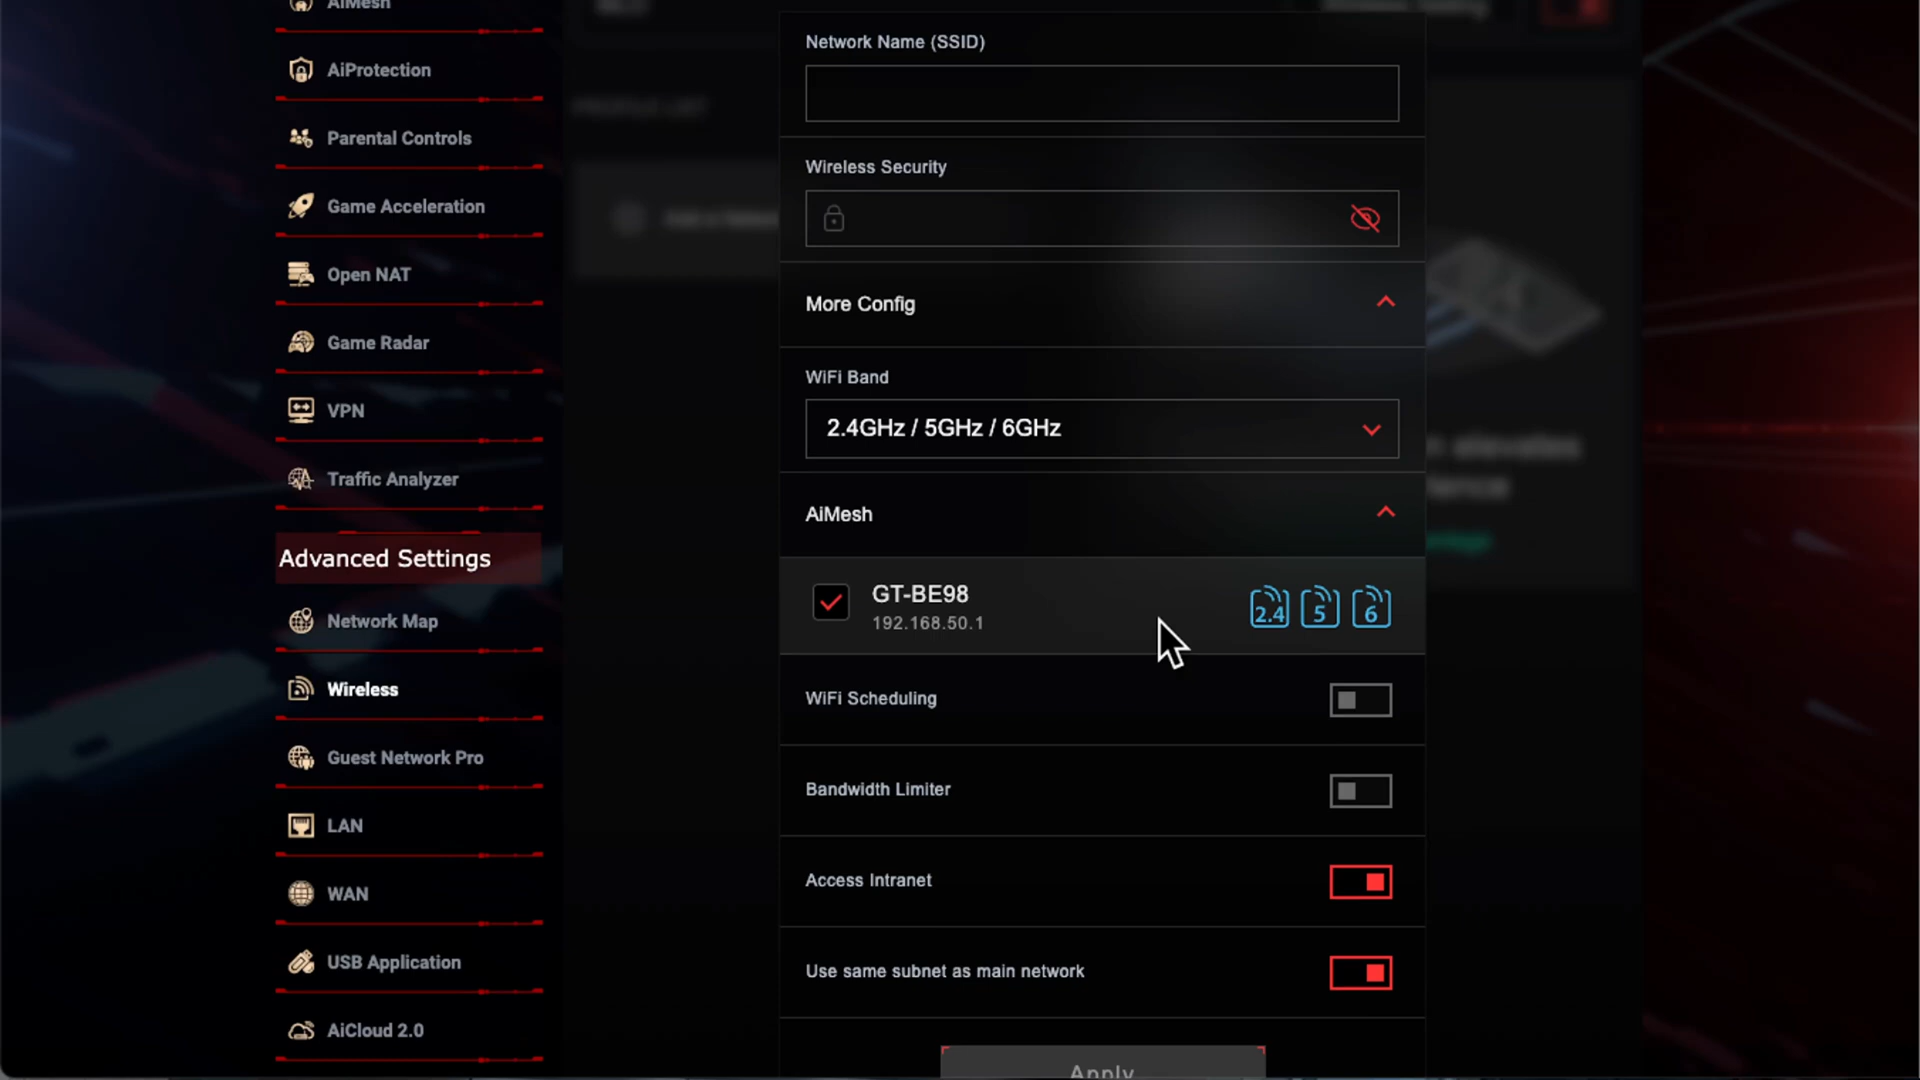 AiMesh
AiProtection
Parental Controls
Game Acceleration
Open NAT
Game Radar
VPN
Traffic Analyzer
Advanced Settings
Network Map
Wireless
Guest Network Pro
LAN
WAN
USB Application
AiCloud 2.0
Network Name (SSID)
Wireless Security
More Config
WiFi Band
2.4GHz / 5GHz / 6GHz
AiMesh
GT-BE98
192.168.50.1
2.4 5 6
WiFi Scheduling
Bandwidth Limiter
Access Intranet
Use same subnet as main network
Apply